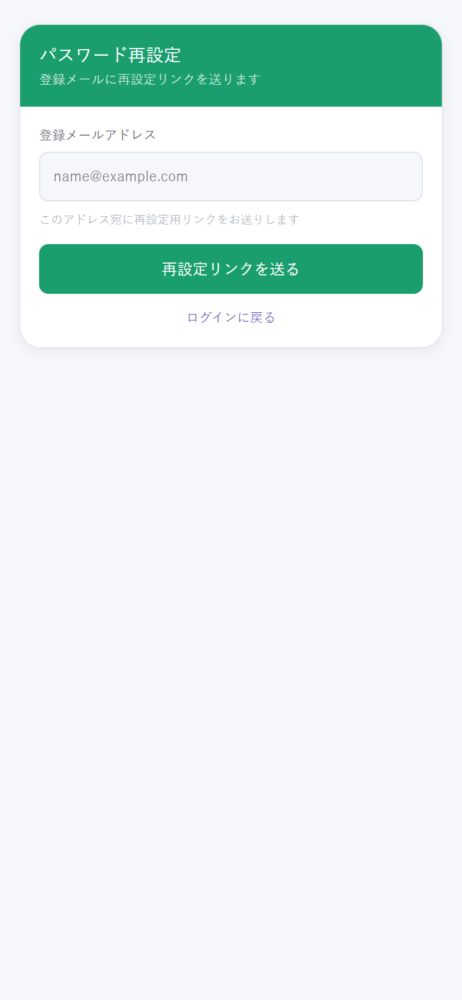 パスワード再設定
登録メールに再設定リンクを送ります
登録メールアドレス
name@example.com
このアドレス宛に再設定用リンクをお送りします
再設定リンクを送る
ログインに戻る